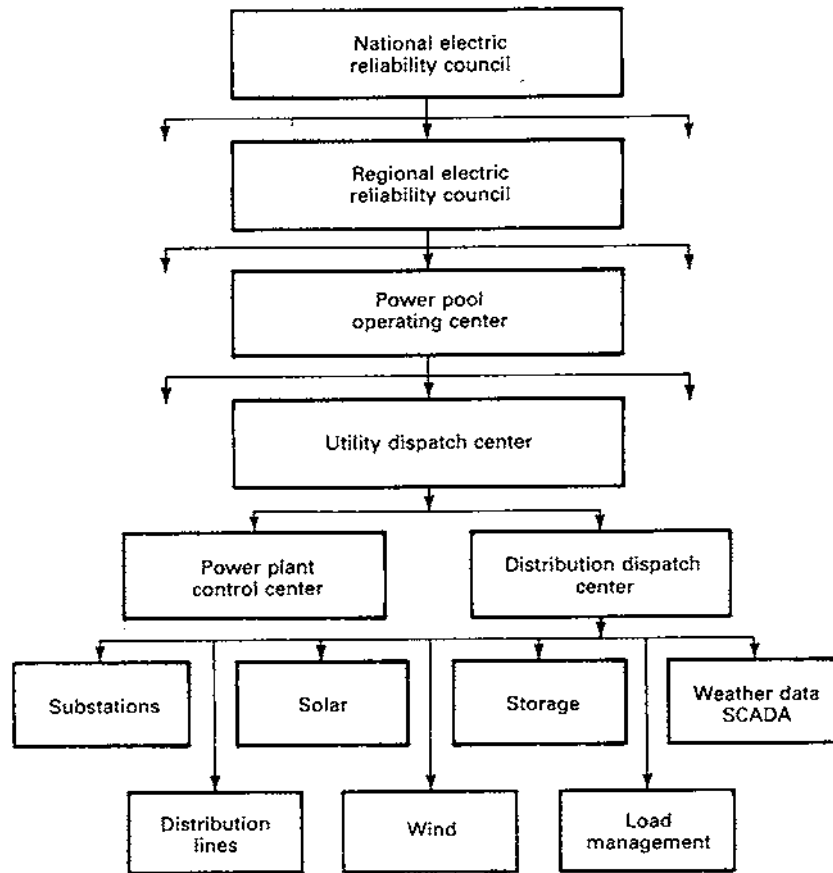 National electric
reliability council
Regional electric
reliability council
Power pool
operating center
Utility dispatch center
Power plant
control center
Distribution dispatch
center
Substations
Solar
Storage
Weather data
SCADA
Distribution
lines
Wind
Load
management